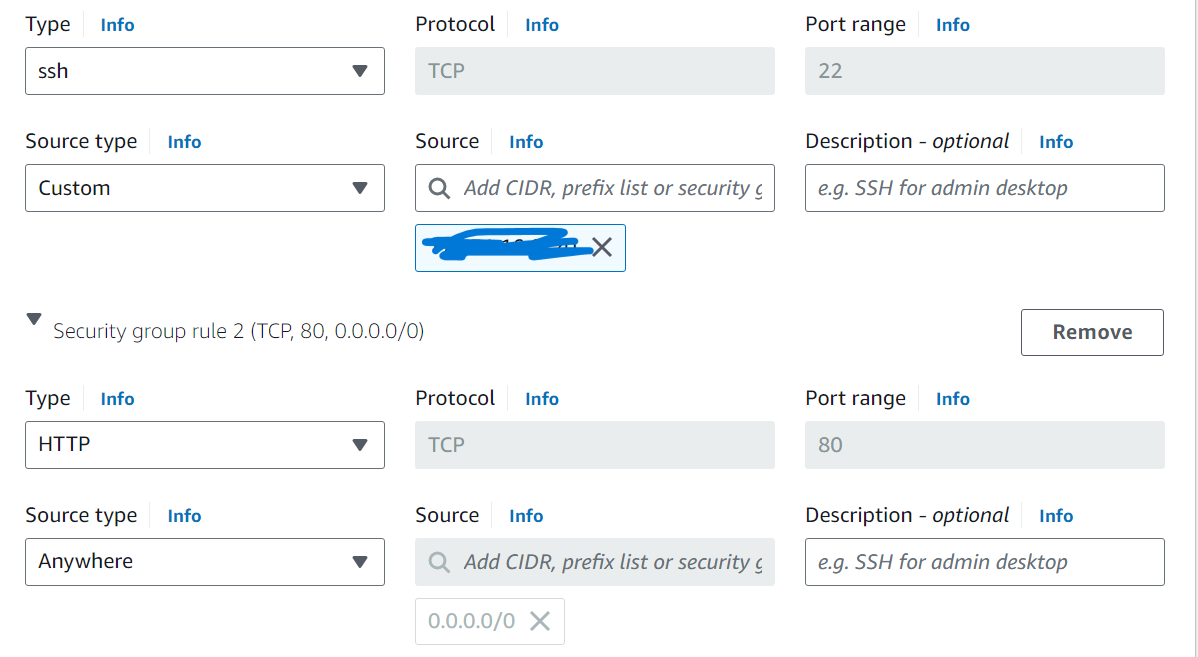 Type Info Protocol Info Port range Info
ssh TCP 22
Source type Info Source Info Description - optional Info
Custom Add CIDR, prefix list or security g e.g. SSH for admin desktop
Security group rule 2 (TCP, 80, 0.0.0.0/0) Remove
Type Info Protocol Info Port range Info
HTTP TCP 80
Source type Info Source Info Description - optional Info
Anywhere Add CIDR, prefix list or security g e.g. SSH for admin desktop
0.0.0.0/0